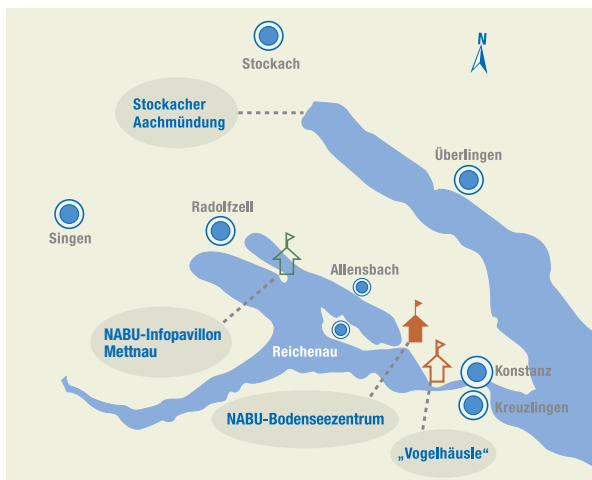 N
Stockach
Stockacher
Aachmündung
Überlingen
Radolfzell
Singen
Allensbach
NABU-Infopavillon
Mettnau
Reichenau
Konstanz
Kreuzlingen
NABU-Bodenseezentrum
„Vogelhäusle“